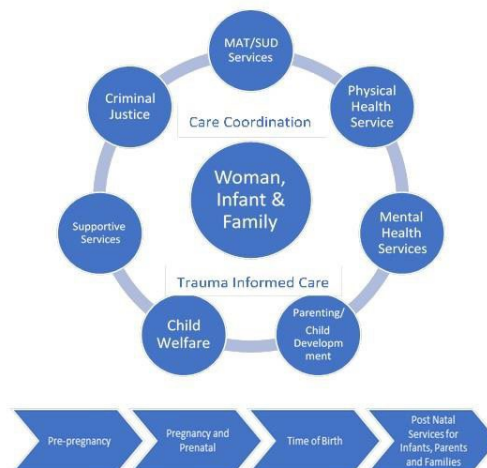 MAT/SUD
Services
Physical
Health
Service
Mental
Health
Services
Parenting/
Child
Developm
ment
Child
Welfare
Supportive
Services
Criminal
Justice
Care Coordination
Woman,
Infant &
Family
Trauma Informed Care
Pre-pregnancy
Pregnancy and
Prenatal
Time of Birth
Post Natal
Services for
Infants, Parents
and Families